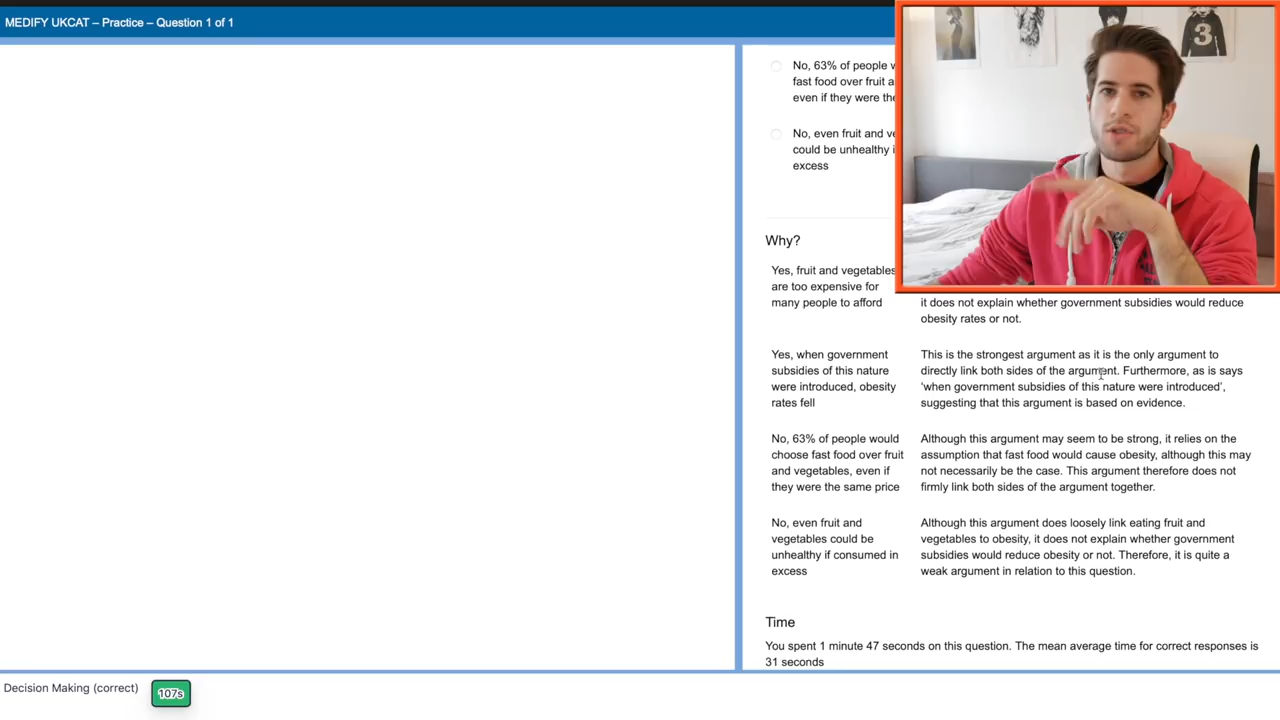 MEDIFY UKCAT – Practice – Question 1 of 1
No, 63% of people
fast food over fruit
even if they were
No, even fruit and
could be unhealthy
excess
Why?
Yes, fruit and vegetables
are too expensive for
many people to afford
it does not explain whether government subsidies would reduce
obesity rates or not.
Yes, when government
subsidies of this nature
were introduced, obesity
rates fell
This is the strongest argument as it is the only argument to
directly link both sides of the argument. Furthermore, as is says
'when government subsidies of this nature were introduced',
suggesting that this argument is based on evidence.
No, 63% of people would
choose fast food over fruit
and vegetables, even if
they were the same price
Although this argument may seem to be strong, it relies on the
assumption that fast food would cause obesity, although this may
not necessarily be the case. This argument therefore does not
firmly link both sides of the argument together.
No, even fruit and
vegetables could be
unhealthy if consumed in
excess
Although this argument does loosely link eating fruit and
vegetables to obesity, it does not explain whether government
subsidies would reduce obesity or not. Therefore, it is quite a
weak argument in relation to this question.
Time
You spent 1 minute 47 seconds on this question. The mean average time for correct responses is
31 seconds
Decision Making (correct)
107s
3